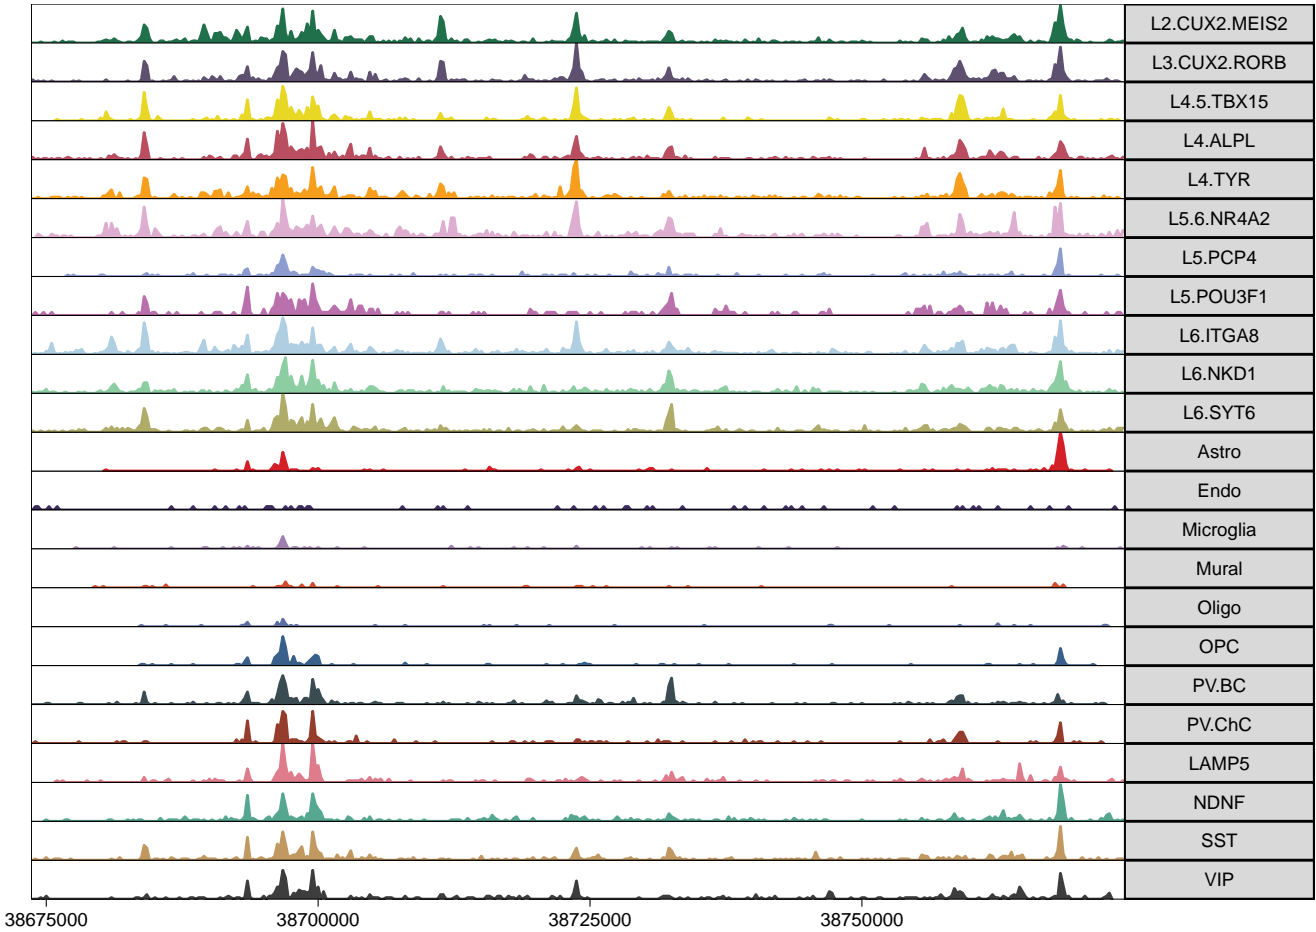 L2.CUX2.MEIS2
L3.CUX2.RORB
L4.5.TBX15
L4.ALPL
L4.TYR
L5.6.NR4A2
L5.PCP4
L5.POU3F1
L6.ITGA8
L6.NKD1
L6.SYT6
Astro
Endo
Microglia
Mural
Oligo
OPC
PV.BC
PV.ChC
LAMP5
NDNF
SST
VIP
38675000 38700000 38725000 38750000